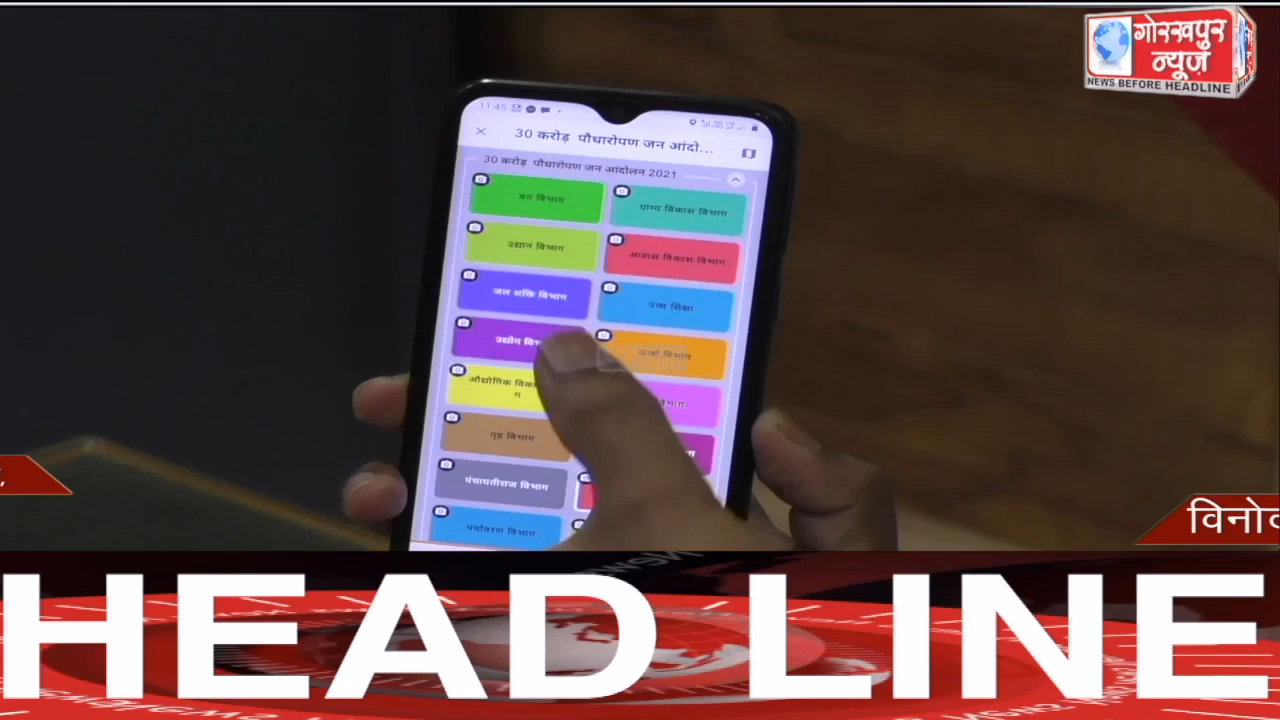 गोरखपुर
न्यूज़
NEWS BEFORE HEADLINE
11:45
30 करोड़ पौधारोपण जन आंदो...
30 करोड़ पौधारोपण जन आंदोलन 2021
वन विभाग
ग्राम्य विकास विभाग
उद्यान विभाग
आवास विकास विभाग
जल शक्ति विभाग
उच्च शिक्षा
उद्योग
ऊर्जा विभाग
औद्योगिक
ग
विभाग
गृह विभाग
पंचायतीराज विभाग
पर्यावरण विभाग
HEAD LINE